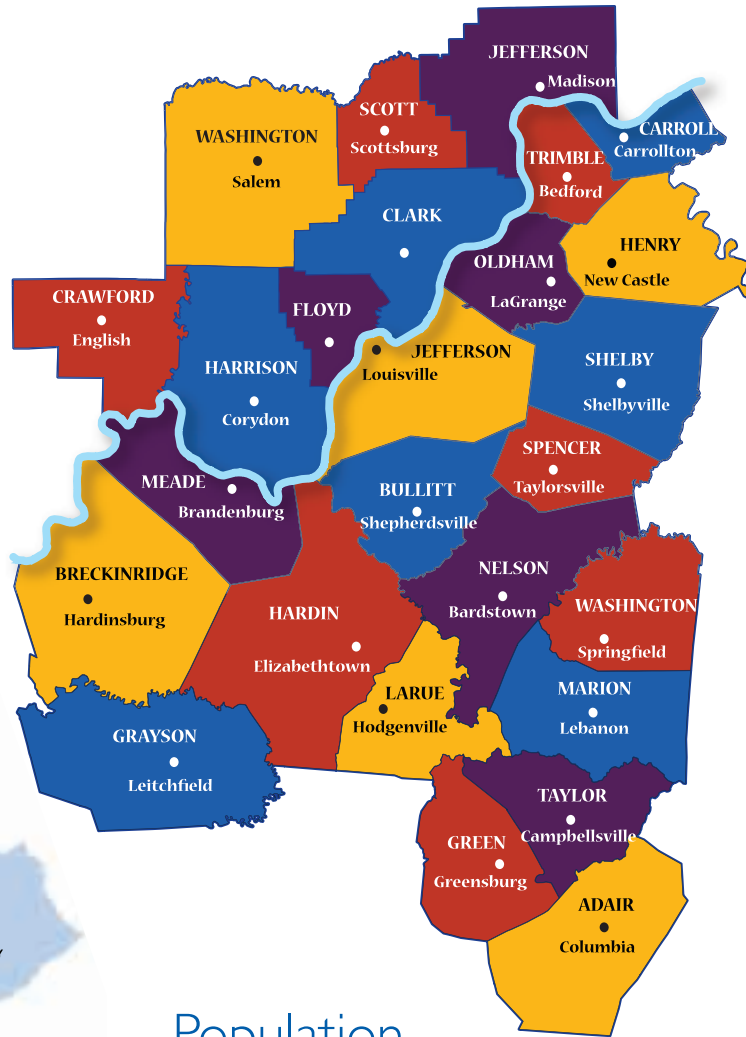 JEFFERSON
Madison
SCOTT
Scottsburg
CARROLL
Carrollton
WASHINGTON
Salem
TRIMBLE
Bedford
CLARK
HENRY
New Castle
OLDHAM
LaGrange
CRAWFORD
English
FLOYD
JEFFERSON
Louisville
HARRISON
Corydon
SHELBY
Shelbyville
SPENCER
Taylorsville
MEADE
Brandenburg
BULLITT
Shepherdsville
BRECKINRIDGE
Hardinsburg
NELSON
Bardstown
HARDIN
Elizabethtown
WASHINGTON
Springfield
LARUE
Hodgenville
MARION
Lebanon
GRAYSON
Leitchfield
TAYLOR
Campbellsville
GREEN
Greensburg
ADAIR
Columbia
Population